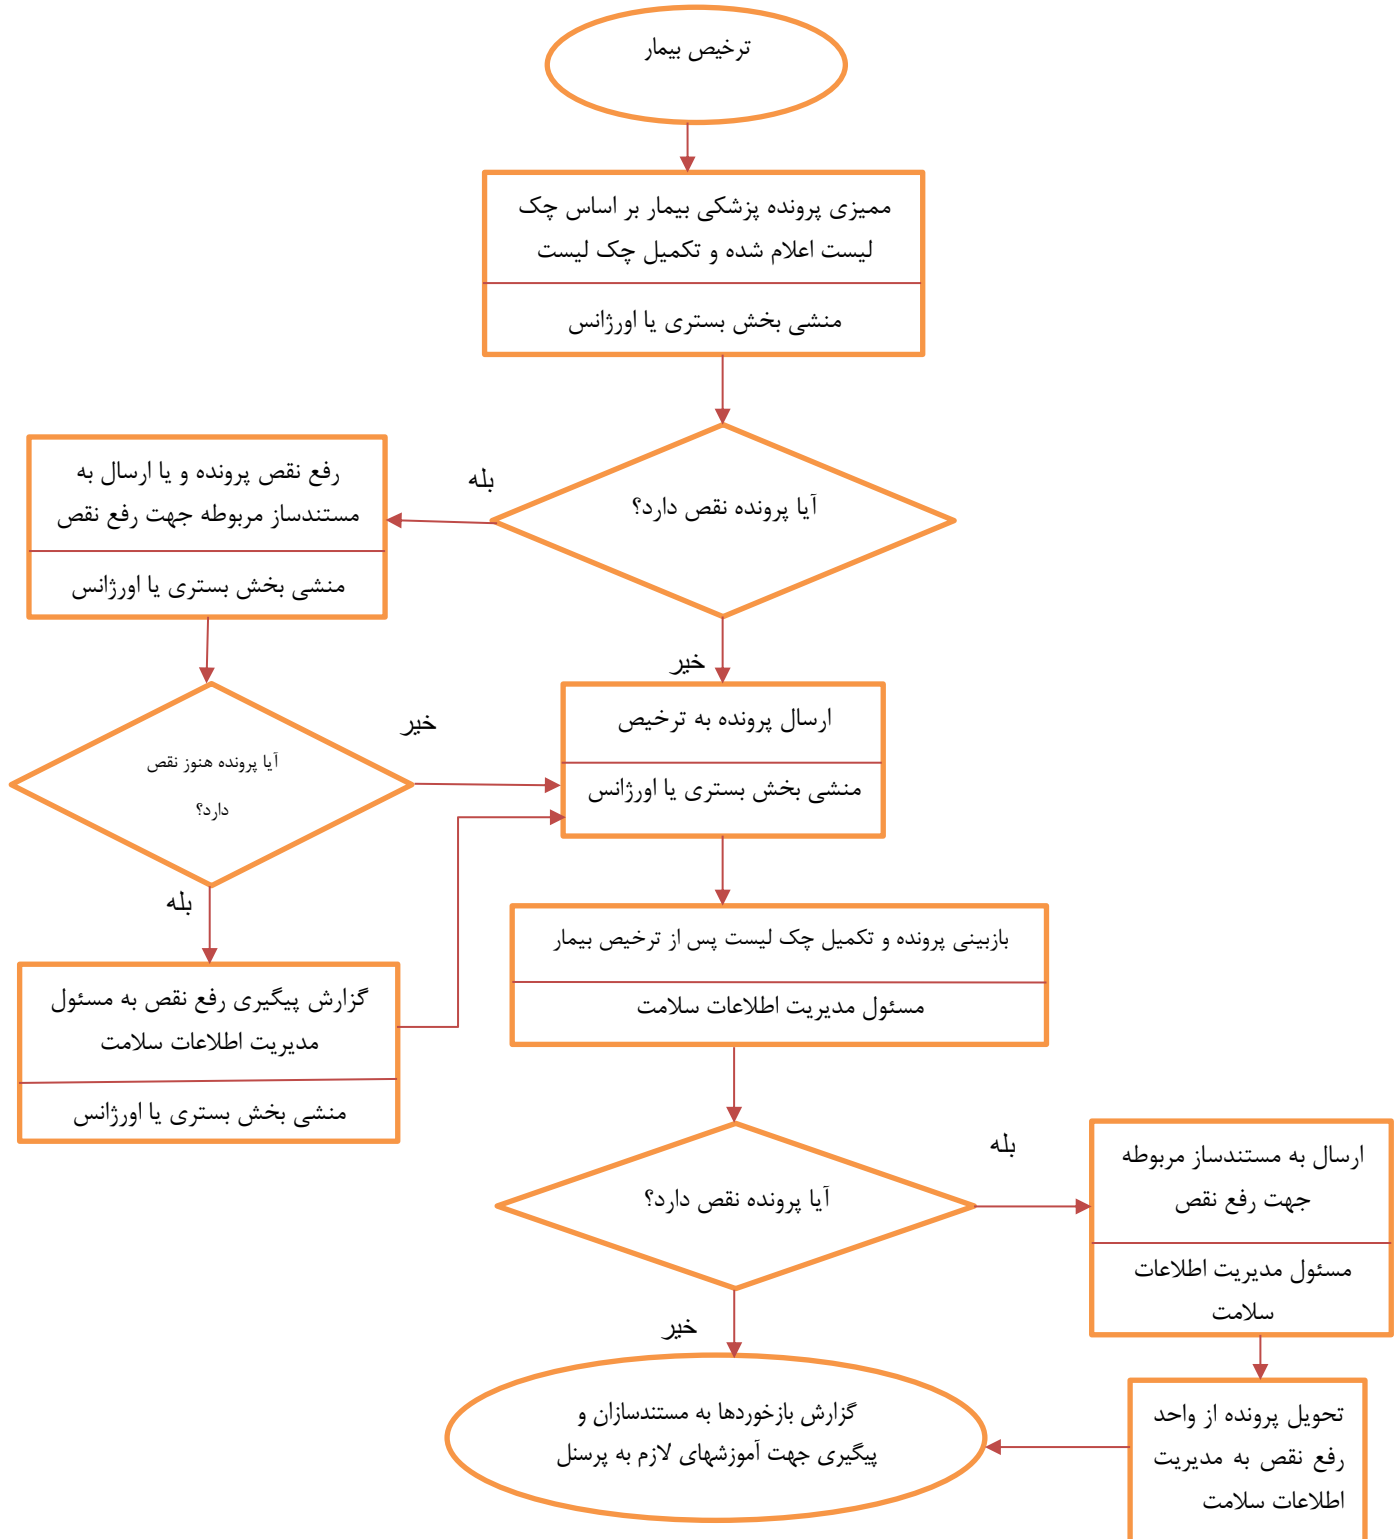 ترخیص بیمار
ممیزی پرونده پزشکی بیمار بر اساس چک
لیست اعلام شده و تکمیل چک لیست
منشی بخش بستری یا اورژانس
آیا پرونده نقص دارد؟
بله
رفع نقص پرونده و یا ارسال به
مستندساز مربوطه جهت رفع نقص
منشی بخش بستری یا اورژانس
خیر
ارسال پرونده به ترخیص
منشی بخش بستری یا اورژانس
خیر
آیا پرونده هنوز نقص
دارد؟
بله
گزارش پیگیری رفع نقص به مسئول
مدیریت اطلاعات سلامت
منشی بخش بستری یا اورژانس
بازبینی پرونده و تکمیل چک لیست پس از ترخیص بیمار
مسئول مدیریت اطلاعات سلامت
آیا پرونده نقص دارد؟
بله
ارسال به مستندساز مربوطه
جهت رفع نقص
مسئول مدیریت اطلاعات
سلامت
خیر
تحویل پرونده از واحد
رفع نقص به مدیریت
اطلاعات سلامت
گزارش بازخوردها به مستندسازان و
پیگیری جهت آموزشهای لازم به پرسنل